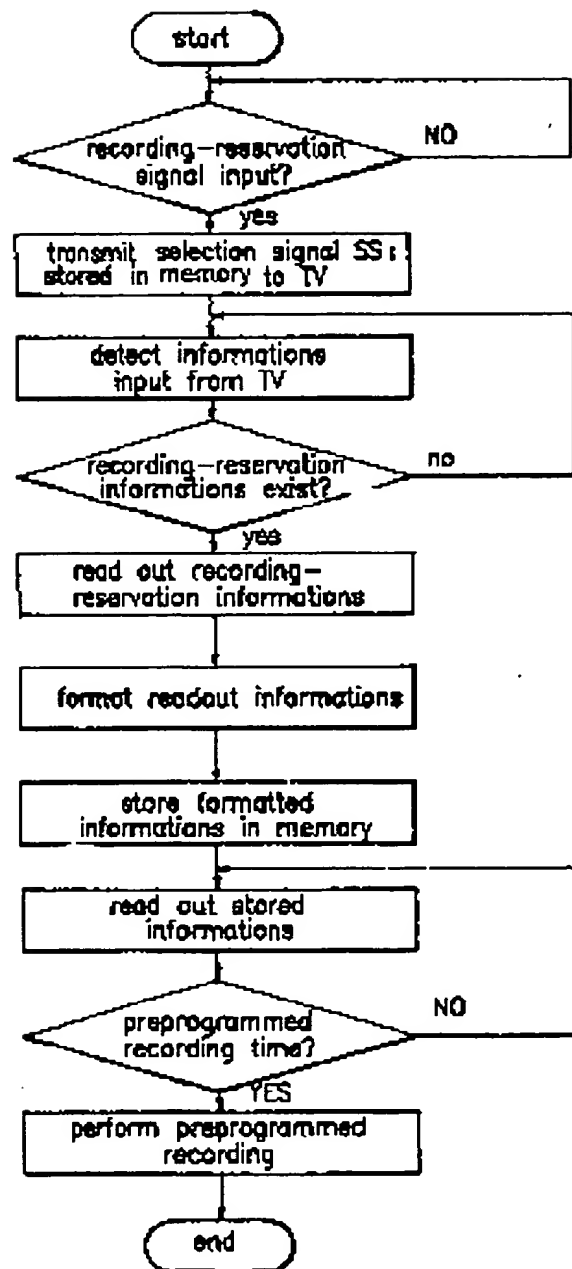 start
recording-reservation
signal input?
NO
yes
transmit selection signal SS
stored in memory to TV
detect informations
input from TV
recording-reservation
informations exist?
no
yes
read out recording-
reservation informations
format readout informations
store formatted
informations in memory
read out stored
informations
preprogrammed
recording time?
NO
YES
perform preprogrammed
recording
end